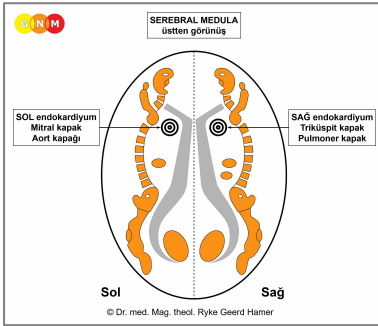 G N M
SEREBRAL MEDULA
üstten görünüş
SOL endokardiyum
Mitral kapak
Aort kapağı
SAĞ endokardiyum
Triküspit kapak
Pulmoner kapak
Sol
Sağ
© Dr. med. Mag. theol. Ryke Geerd Hamer